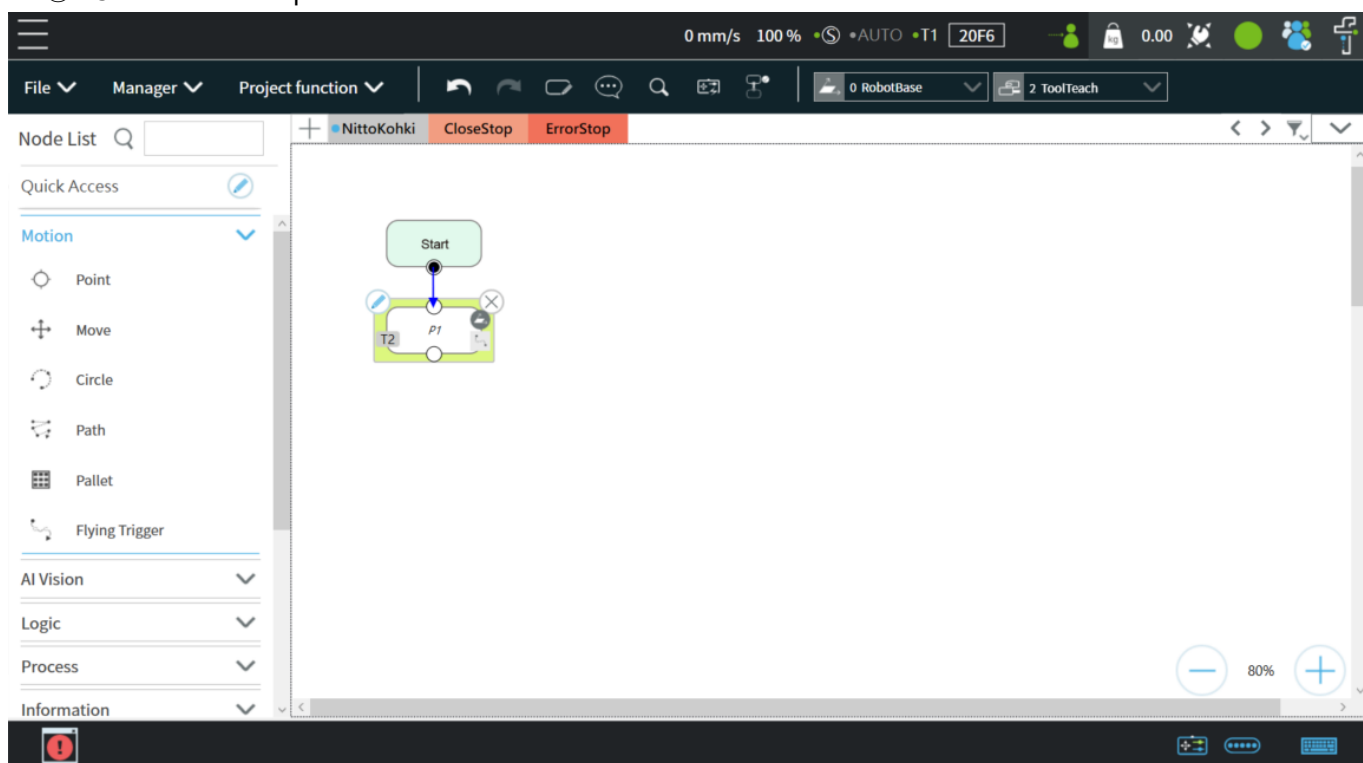 0 mm/s 100 % •Ⓢ •AUTO •T1 20F6 kg 0.00
File Manager Project function 0 RobotBase 2 ToolTeach
Node List
NittoKohki CloseStop ErrorStop
Quick Access
Motion
Point
Move
Circle
Path
Pallet
Flying Trigger
AI Vision
Logic
Process
Information
Start
T2 P1
80%